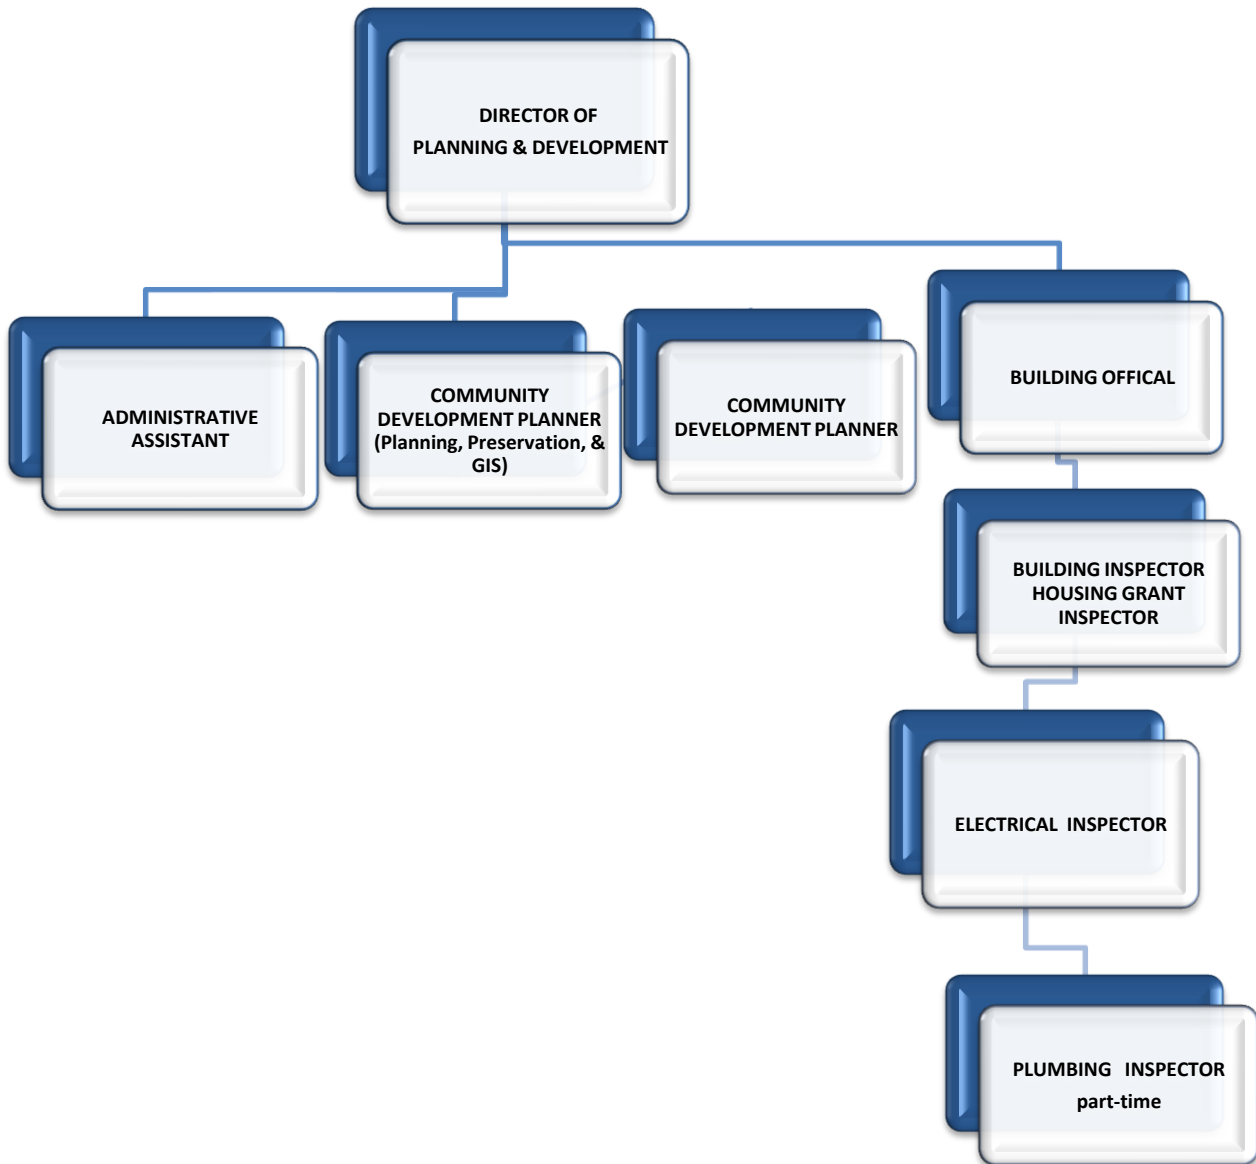 DIRECTOR OF
PLANNING & DEVELOPMENT
ADMINISTRATIVE
ASSISTANT
COMMUNITY
DEVELOPMENT PLANNER
(Planning, Preservation, &
GIS)
COMMUNITY
DEVELOPMENT PLANNER
BUILDING OFFICAL
BUILDING INSPECTOR
HOUSING GRANT
INSPECTOR
ELECTRICAL INSPECTOR
PLUMBING INSPECTOR
part-time